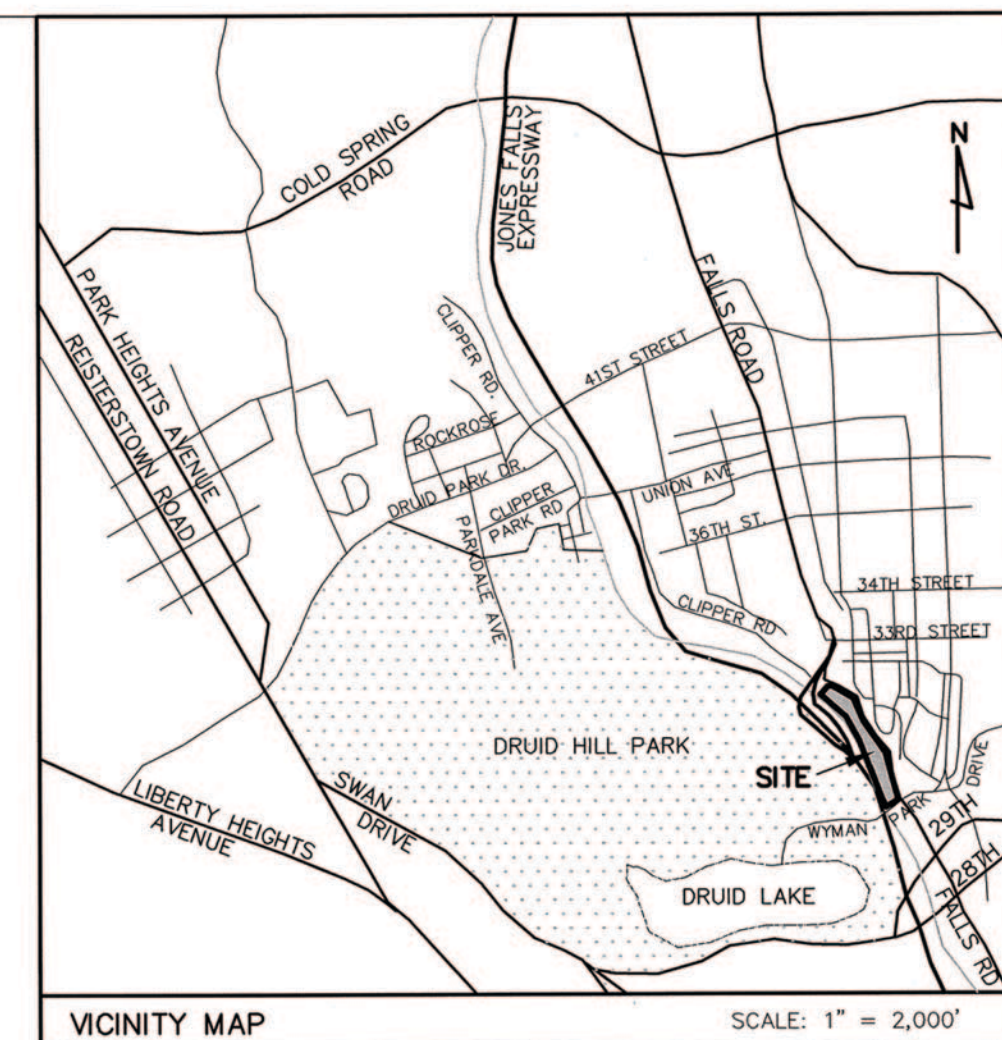 COLD SPRING
ROAD
JONES FALLS
EXPRESSWAY
N
PARK HEIGHTS AVENUE
REISTERSTOWN ROAD
CLIPPER RD.
FALLS ROAD
41ST STREET
ROCKROSE
DRUID PARK DR.
CLIPPER
PARK RD
UNION AVE
36TH ST.
PARKDALE AVE
34TH STREET
CLIPPER RD
33RD STREET
DRUID HILL PARK
SITE
LIBERTY HEIGHTS
AVENUE
SWAN
DRIVE
WYMAN PARK DRIVE
29TH
28TH
DRUID LAKE
FALLS RD
VICINITY MAP
SCALE: 1" = 2,000'